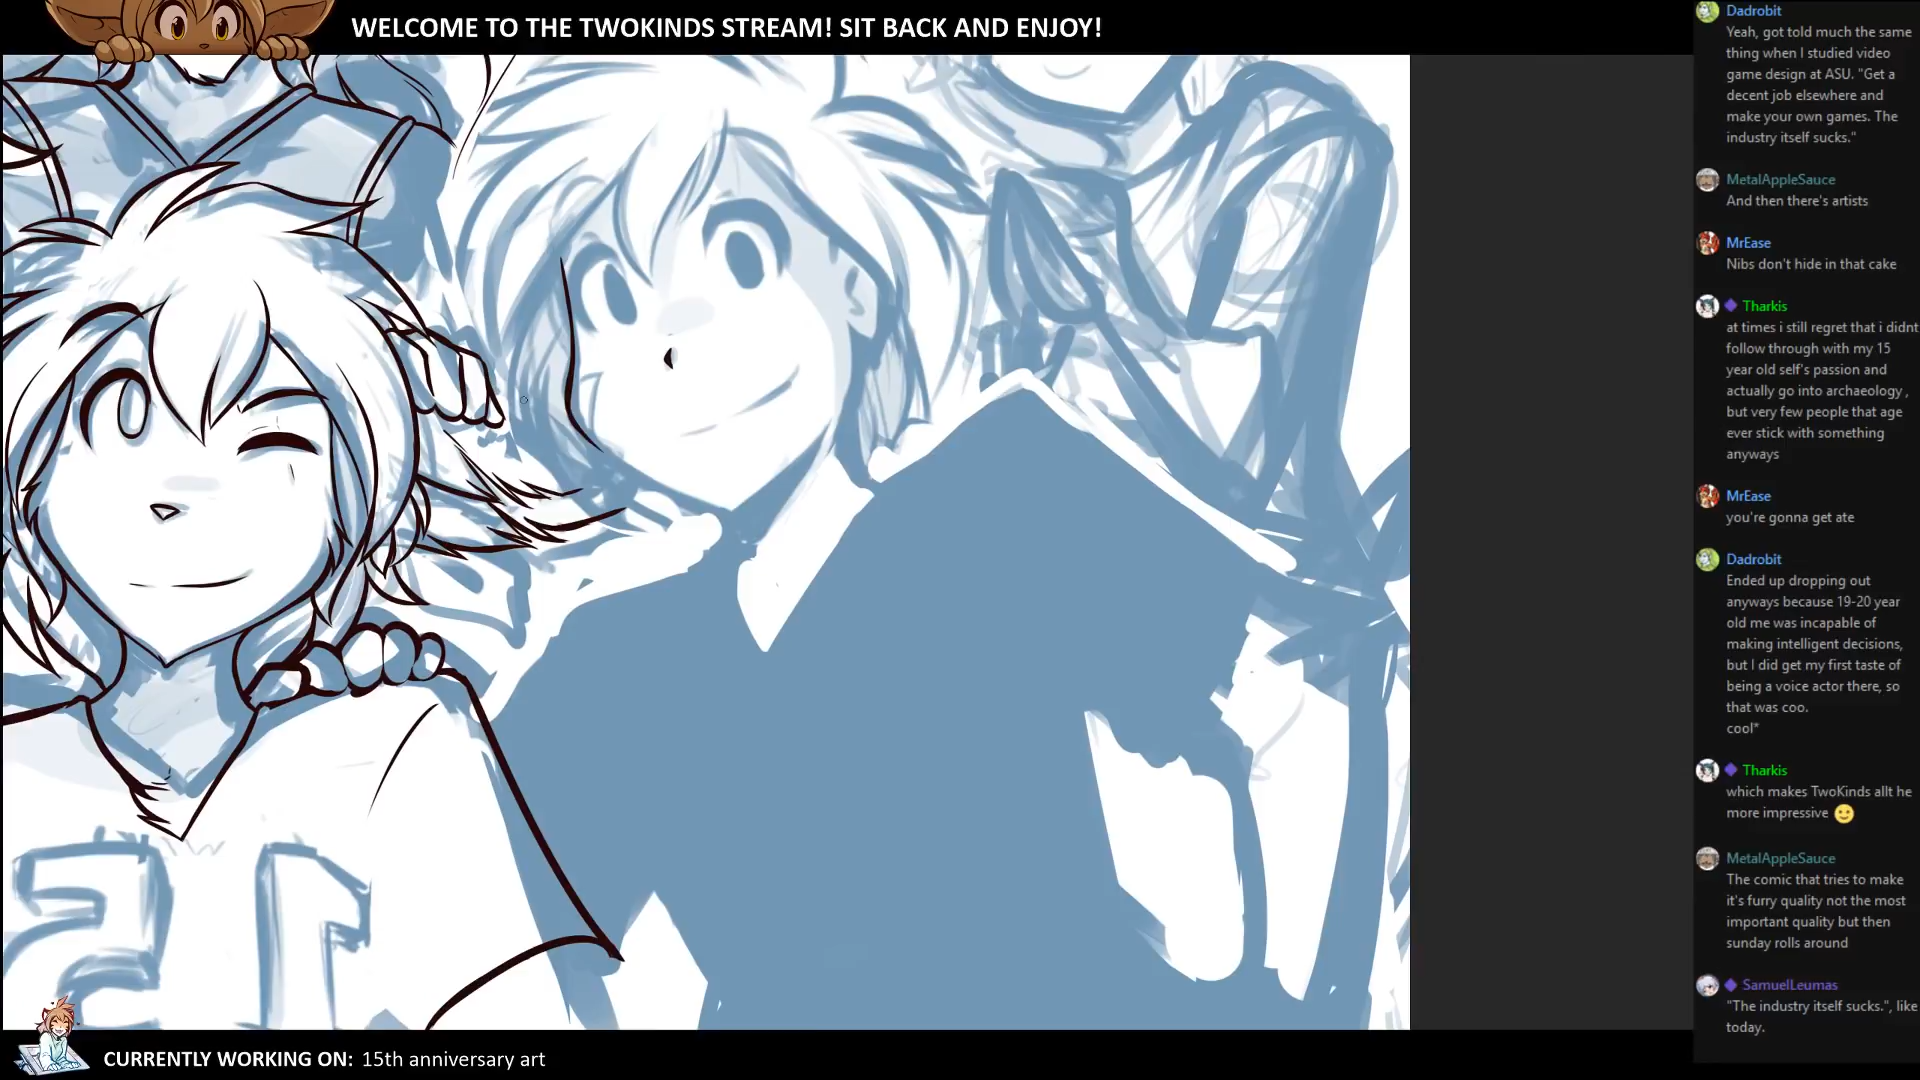 WELCOME TO THE TWOKINDS STREAM! SIT BACK AND ENJOY!
Dadrobit
Yeah, got told much the same
thing when I studied video
game design at ASU. "Get a
decent job elsewhere and
make your own games. The
industry itself sucks."
MetalAppleSauce
And then there's artists
MrEase
Nibs don't hide in that cake
Tharkis
at times i still regret that i didnt
follow through with my 15
year old self's passion and
actually go into archaeology ,
but very few people that age
ever stick with something
anyways
MrEase
you're gonna get ate
Dadrobit
Ended up dropping out
anyways because 19-20 year
old me was incapable of
making intelligent decisions,
but I did get my first taste of
being a voice actor there, so
that was coo.
cool*
Tharkis
which makes TwoKinds allt he
more impressive
MetalAppleSauce
The comic that tries to make
it's furry quality not the most
important quality but then
sunday rolls around
SamuelLeumas
"The industry itself sucks.", like
today.
15
CURRENTLY WORKING ON: 15th anniversary art